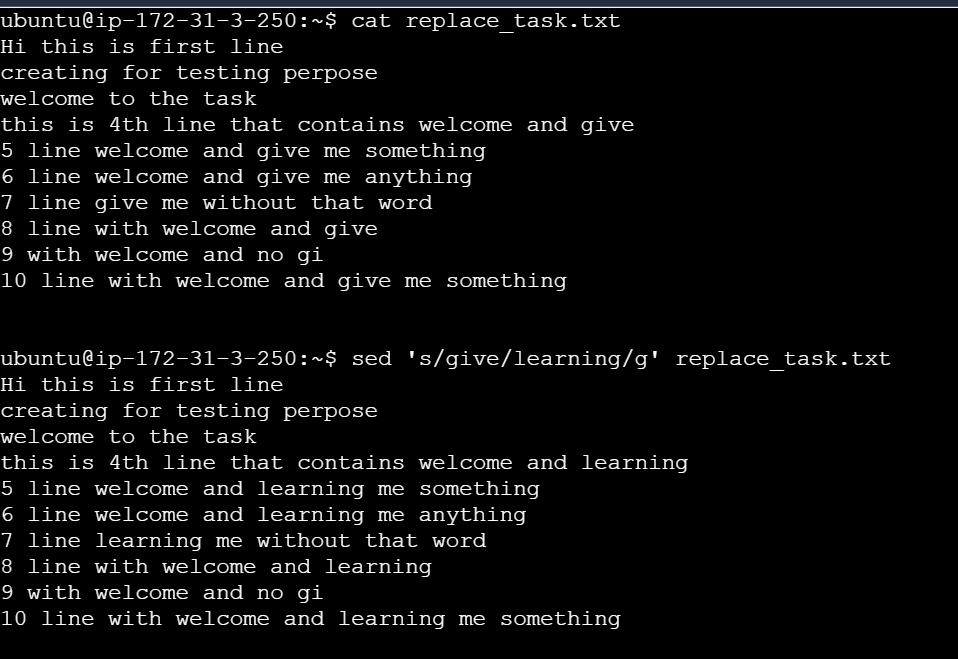 ubuntu@ip-172-31-3-250:~$ cat replace_task.txt
Hi this is first line
creating for testing perpose
welcome to the task
this is 4th line that contains welcome and give
5 line welcome and give me something
6 line welcome and give me anything
7 line give me without that word
8 line with welcome and give
9 with welcome and no gi
10 line with welcome and give me something
ubuntu@ip-172-31-3-250:~$ sed 's/give/learning/g' replace_task.txt
Hi this is first line
creating for testing perpose
welcome to the task
this is 4th line that contains welcome and learning
5 line welcome and learning me something
6 line welcome and learning me anything
7 line learning me without that word
8 line with welcome and learning
9 with welcome and no gi
10 line with welcome and learning me something